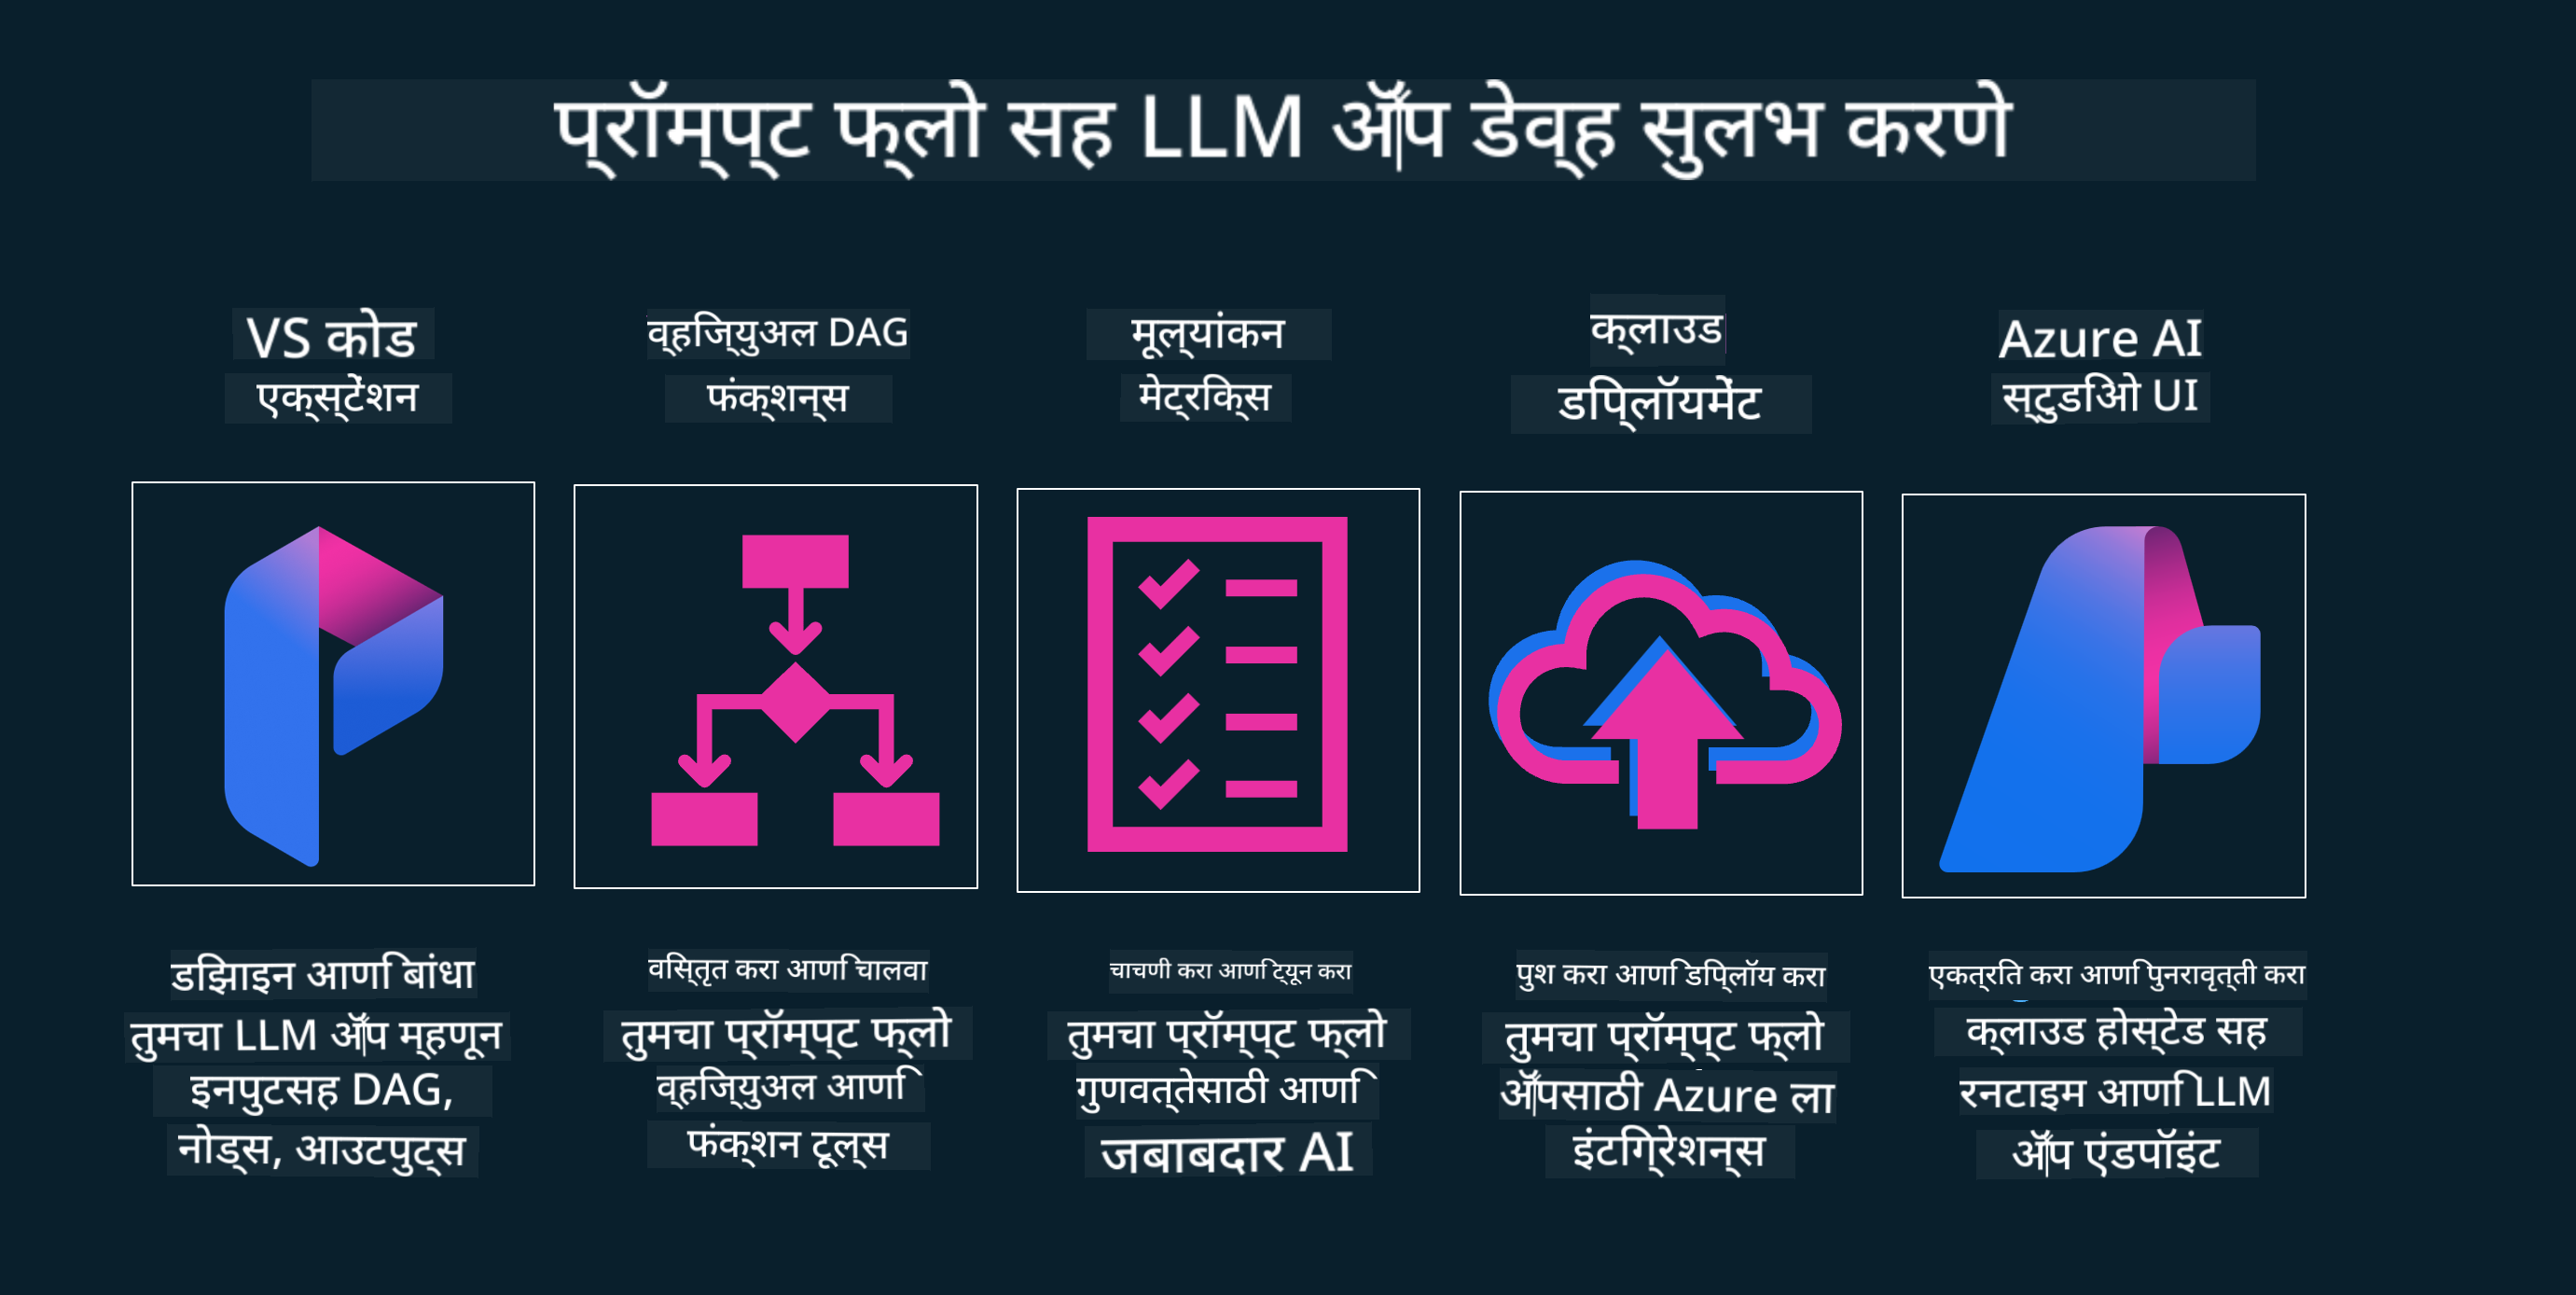 प्रॉम्प्ट फ्लो सह LLM ॲप डेव्ह सुलभ करणे
VS कोड
एक्स्टेंशन
व्हिज्युअल DAG
फंक्शन्स
मूल्यांकन
मेट्रिक्स
क्लाउड
डिप्लॉयमेंट
Azure AI
स्टुडिओ UI
डिझाइन आणि बांधा
तुमचा LLM ॲप म्हणून
इनपुटसह DAG,
नोड्स, आउटपुट्स
विस्तृत करा आणि चालवा
तुमचा प्रॉम्प्ट फ्लो
व्हिज्युअल आणि
फंक्शन टूल्स
चाचणी करा आणि ट्यून करा
तुमचा प्रॉम्प्ट फ्लो
गुणवत्तेसाठी आणि
जबाबदार AI
पुश करा आणि डिप्लॉय करा
तुमचा प्रॉम्प्ट फ्लो
ॲपसाठी Azure ला
इंटिग्रेशन्स
एकत्रित करा आणि पुनरावृत्ती करा
क्लाउड होस्टेड सह
रनटाइम आणि LLM
ॲप एंडपॉइंट